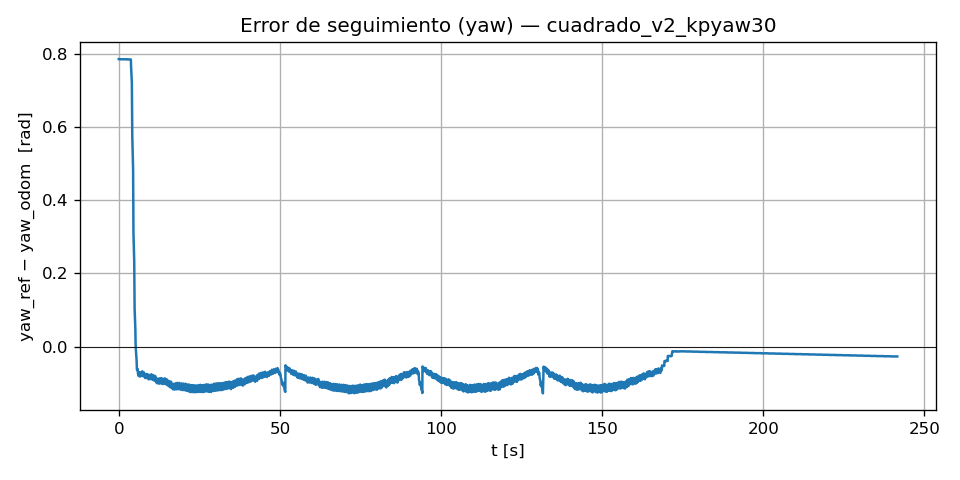 Error de seguimiento (yaw) — cuadrado_v2_kpyaw30
yaw_ref − yaw_odom [rad]
0.8
0.6
0.4
0.2
0.0
0 50 100 150 200 250
t [s]